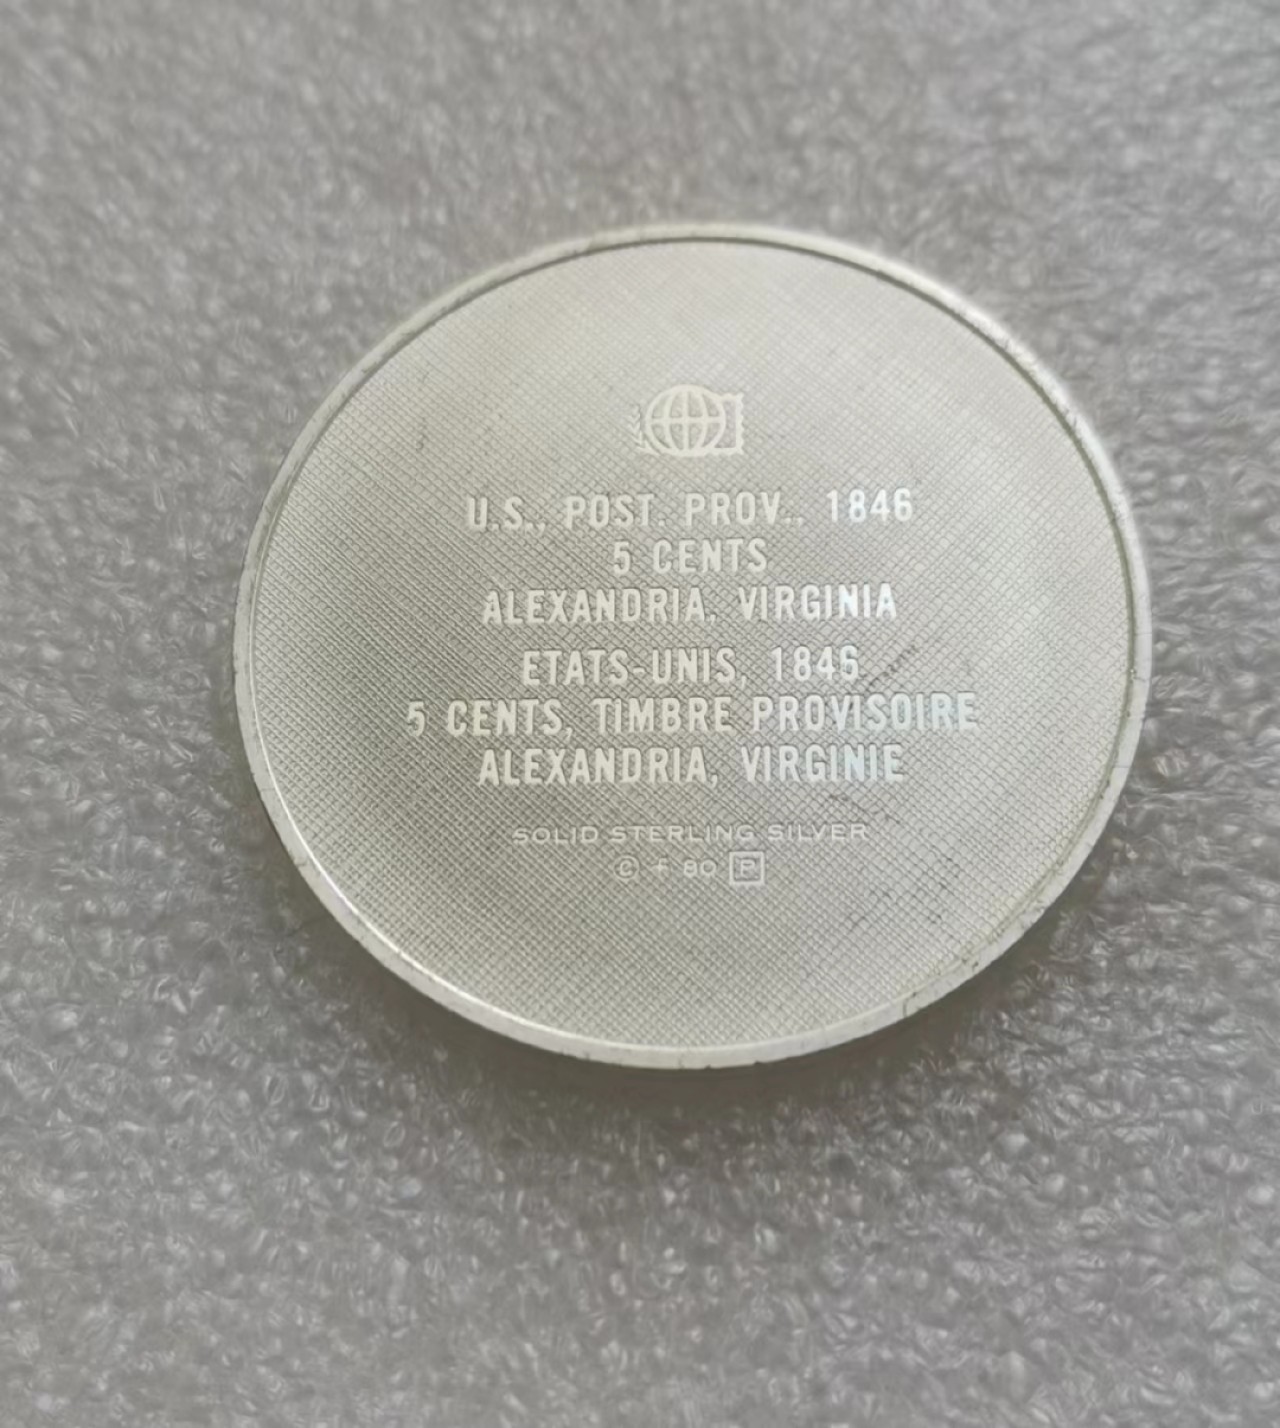 U.S., POST. PROV., 1846
5 CENTS
ALEXANDRIA, VIRGINIA
ETATS-UNIS, 1846
5 CENTS, TIMBRE PROVISOIRE
ALEXANDRIA, VIRGINIE
SOLID STERLING SILVER
© f 80 P